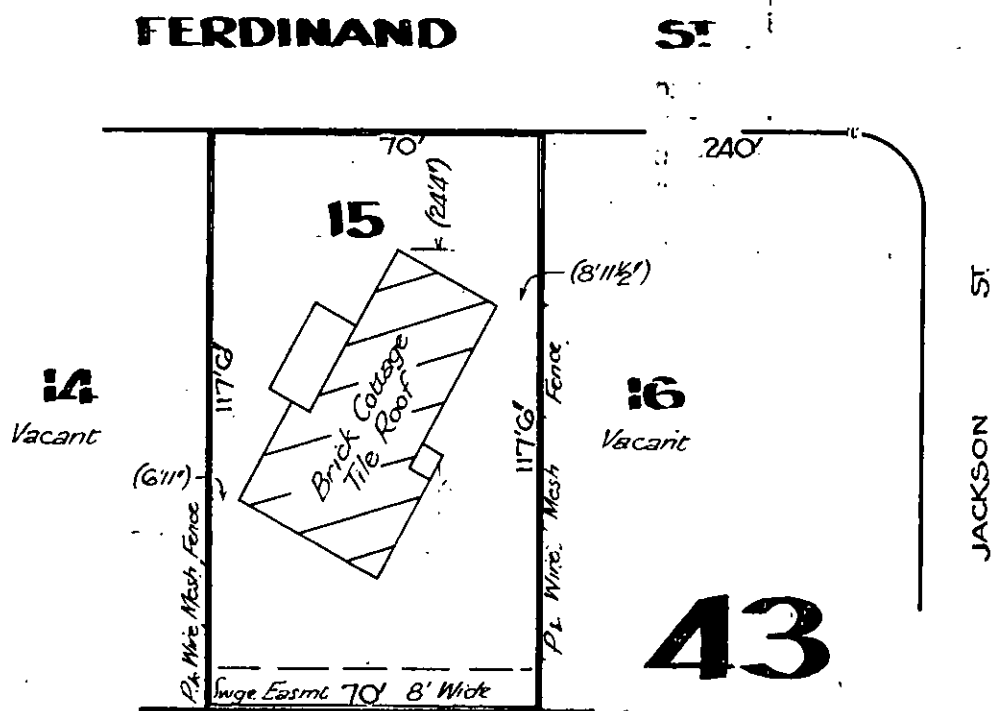 FERDINAND ST.
70'
240'
15
(24'4")
(8'11½")
ST.
JACKSON
14
Vacant
117'6"
(6'11")
Brick Cottage
Tile Roof
117'6"
16
Vacant
P.& Wire Mesh Fence
P& Wire Mesh Fence
43
Swge. Easmt 70' 8' Wide